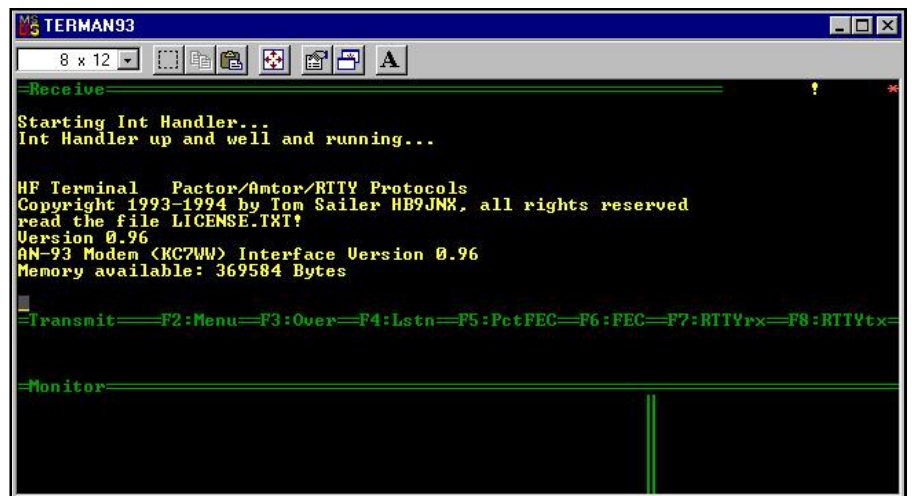 TERMAN93
8 x 12
A
=Receive=
! *
Starting Int Handler...
Int Handler up and well and running...
HF Terminal Pactor/Amtor/RTTY Protocols
Copyright 1993-1994 by Tom Sailer HB9JNX, all rights reserved
read the file LICENSE.TXT!
Version 0.96
AN-93 Modem (KC7WW) Interface Version 0.96
Memory available: 369584 Bytes
=Transmit==F2:Menu==F3:Over==F4:Lstn==F5:PctFEC==F6:FEC==F7:RTTYrx==F8:RTTYtx=
=Monitor=